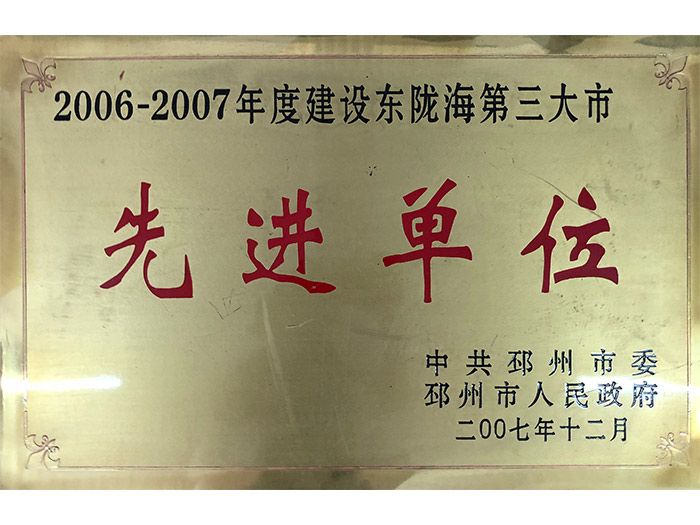 2006-2007年度建设东陇海第三大市
先进单位
中共邳州市委
邳州市人民政府
二00七年十二月